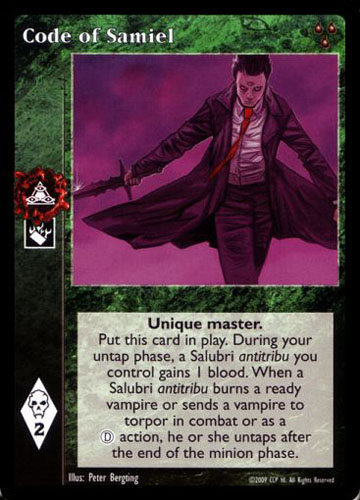 Code of Samiel
Unique master.
Put this card in play. During your
untap phase, a Salubri antitribu you
control gains 1 blood. When a
Salubri antitribu burns a ready
vampire or sends a vampire to
torpor in combat or as a
Ⓓ action, he or she untaps after
the end of the minion phase.
2
Illus: Peter Bergting
©2009 CCP hf. All Rights Reserved